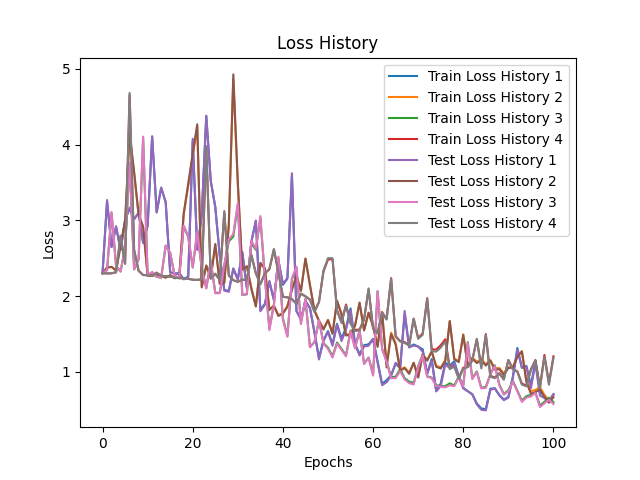 Loss History
Loss
5
4
3
2
1
Train Loss History 1
Train Loss History 2
Train Loss History 3
Train Loss History 4
Test Loss History 1
Test Loss History 2
Test Loss History 3
Test Loss History 4
0 20 40 60 80 100
Epochs